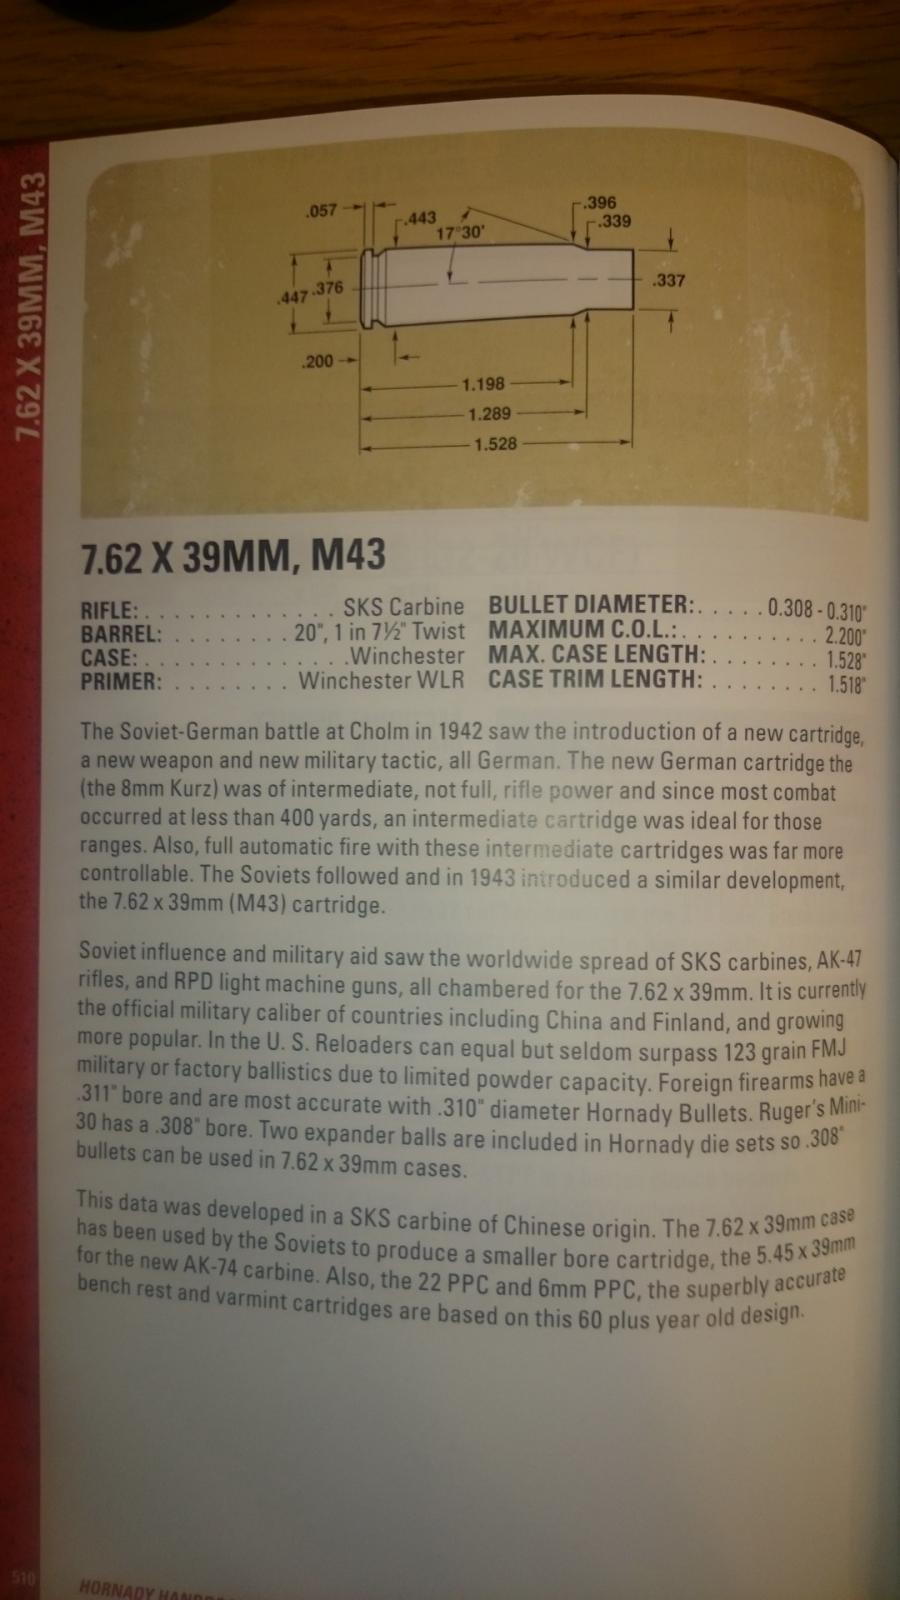 7.62 X 39MM, M43
.057
.443
17°30'
.396
.339
.447
.376
.337
.200
1.198
1.289
1.528
7.62 X 39MM, M43
RIFLE: . . . . . . . . . . . . . . SKS Carbine
BARREL: . . . . . . . . 20", 1 in 7½" Twist
CASE: . . . . . . . . . . . . . . . Winchester
PRIMER: . . . . . . . . Winchester WLR
BULLET DIAMETER: . . . . . 0.308 - 0.310"
MAXIMUM C.O.L.: . . . . . . . . . . . 2.200"
MAX. CASE LENGTH: . . . . . . . . 1.528"
CASE TRIM LENGTH: . . . . . . . . 1.518"
The Soviet-German battle at Cholm in 1942 saw the introduction of a new cartridge,
a new weapon and new military tactic, all German. The new German cartridge the
(the 8mm Kurz) was of intermediate, not full, rifle power and since most combat
occurred at less than 400 yards, an intermediate cartridge was ideal for those
ranges. Also, full automatic fire with these intermediate cartridges was far more
controllable. The Soviets followed and in 1943 introduced a similar development,
the 7.62 x 39mm (M43) cartridge.
Soviet influence and military aid saw the worldwide spread of SKS carbines, AK-47
rifles, and RPD light machine guns, all chambered for the 7.62 x 39mm. It is currently
the official military caliber of countries including China and Finland, and growing
more popular. In the U. S. Reloaders can equal but seldom surpass 123 grain FMJ
military or factory ballistics due to limited powder capacity. Foreign firearms have a
.311" bore and are most accurate with .310" diameter Hornady Bullets. Ruger's Mini-
30 has a .308" bore. Two expander balls are included in Hornady die sets so .308"
bullets can be used in 7.62 x 39mm cases.
This data was developed in a SKS carbine of Chinese origin. The 7.62 x 39mm case
has been used by the Soviets to produce a smaller bore cartridge, the 5.45 x 39mm
for the new AK-74 carbine. Also, the 22 PPC and 6mm PPC, the superbly accurate
bench rest and varmint cartridges are based on this 60 plus year old design.
510
HORNADY